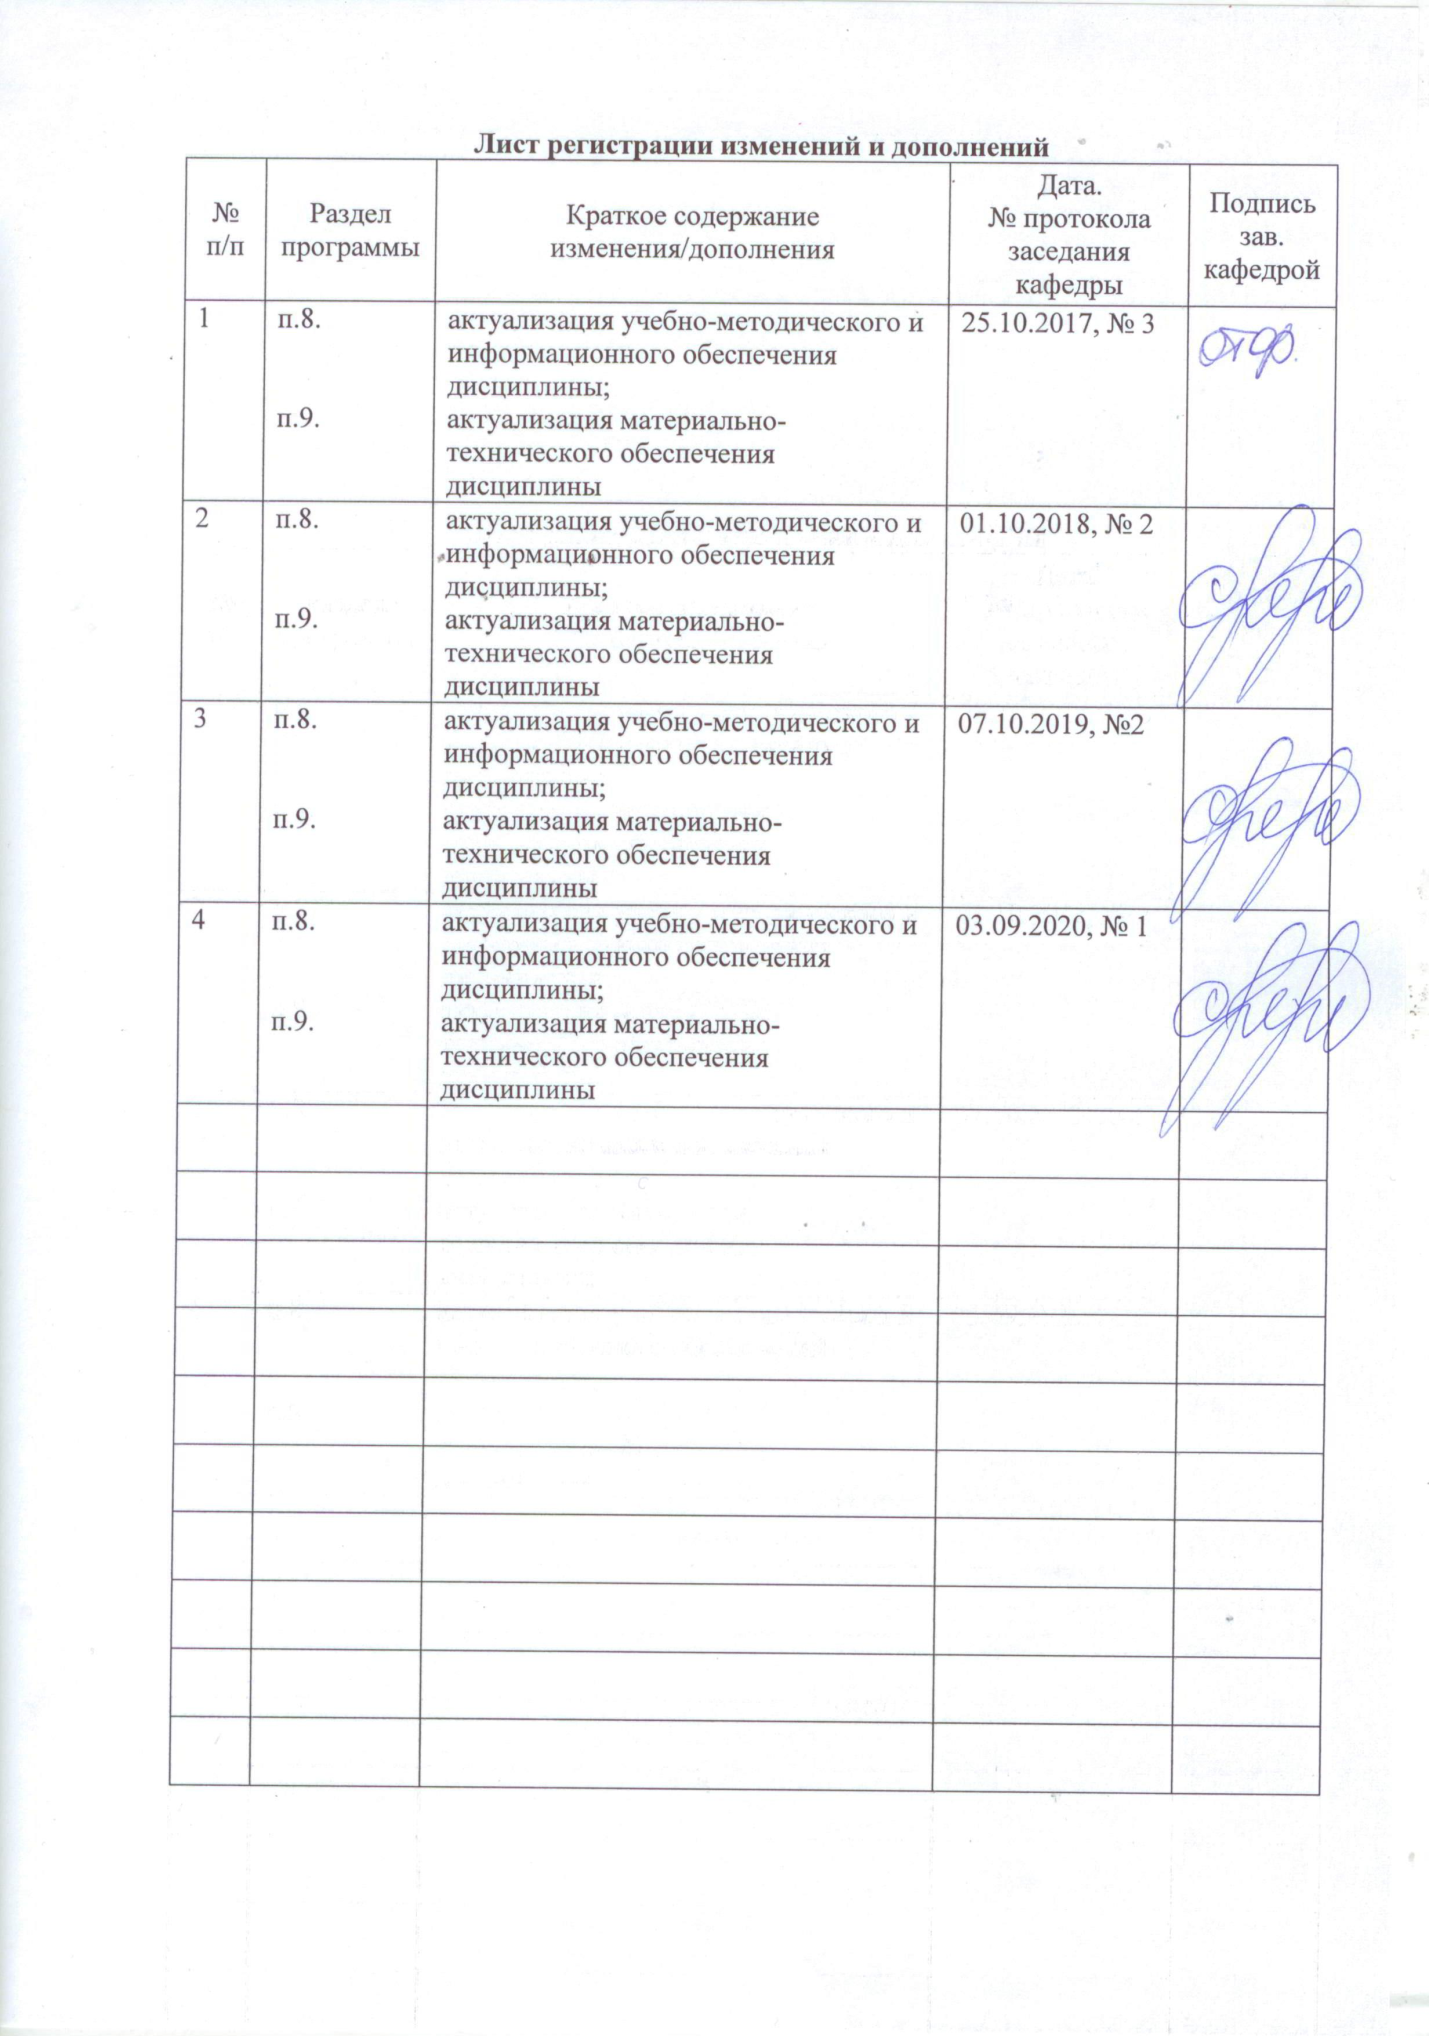 Лист регистрации изменений и дополнений
№ п/п
Раздел программы
Краткое содержание изменения/дополнения
Дата. № протокола заседания кафедры
Подпись зав. кафедрой
1
п.8.
актуализация учебно-методического и
информационного обеспечения
дисциплины;
п.9.
актуализация материально-
технического обеспечения
дисциплины
25.10.2017, № 3
2
п.8.
актуализация учебно-методического и
информационного обеспечения
дисциплины;
п.9.
актуализация материально-
технического обеспечения
дисциплины
01.10.2018, № 2
3
п.8.
актуализация учебно-методического и
информационного обеспечения
дисциплины;
п.9.
актуализация материально-
технического обеспечения
дисциплины
07.10.2019, №2
4
п.8.
актуализация учебно-методического и
информационного обеспечения
дисциплины;
п.9.
актуализация материально-
технического обеспечения
дисциплины
03.09.2020, № 1